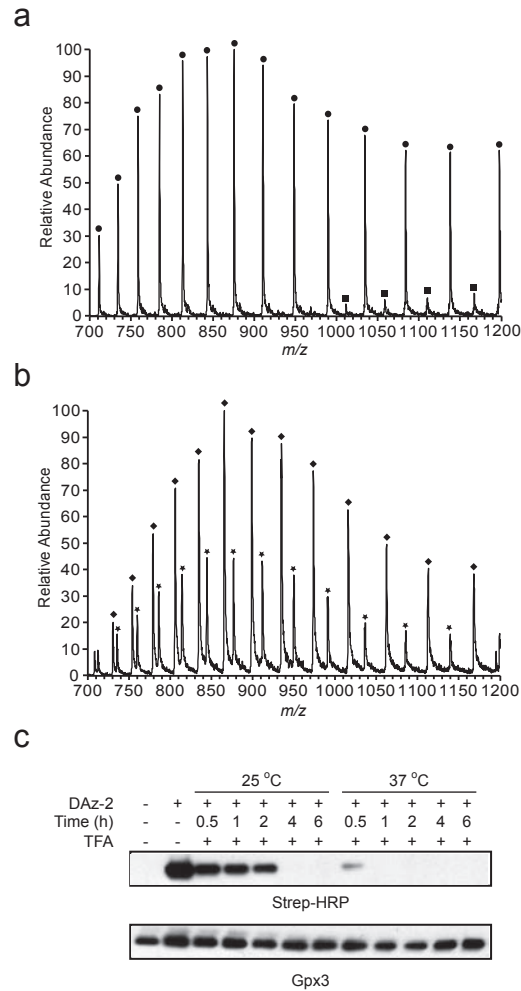 a
100
90
80
70
60
50
40
30
20
10
0
Relative Abundance
700 800 850 900 950 1000 1050 1100 1150 1200
m/z
b
100
90
80
70
60
50
40
30
20
10
0
Relative Abundance
700 750 800 850 900 950 1000 1050 1100 1150 1200
m/z
c
25 °C 37 °C
DAz-2 - + + + + + + + + + + +
Time (h) - - 0.5 1 2 4 6 0.5 1 2 4 6
TFA - - + + + + + + + + + +
Strep-HRP
Gpx3